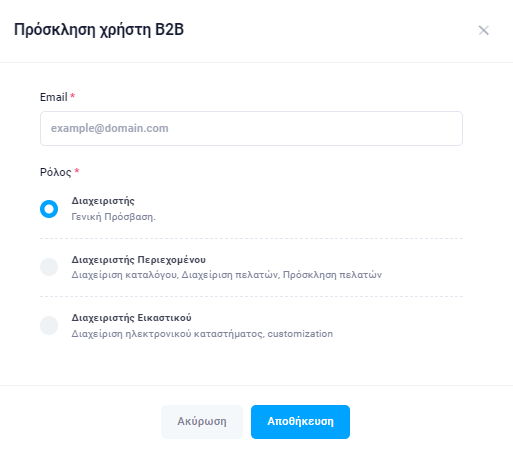 Πρόσκληση χρήστη B2B
Email *
example@domain.com
Ρόλος *
Διαχειριστής
Γενική Πρόσβαση.
Διαχειριστής Περιεχομένου
Διαχείριση καταλόγου, Διαχείριση πελατών, Πρόσκληση πελατών
Διαχειριστής Εικαστικού
Διαχείριση ηλεκτρονικού καταστήματος, customization
Ακύρωση
Αποθήκευση